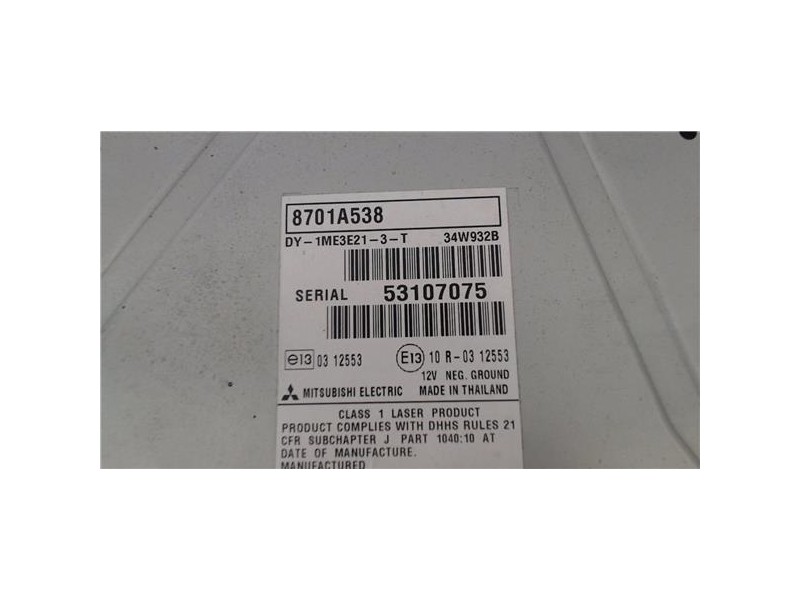 8701A538
DY-1ME3E21-3-T 34W932B
SERIAL 53107075
e13 03 12553 E13 10 R-03 12553
12V NEG. GROUND
MITSUBISHI ELECTRIC MADE IN THAILAND
CLASS 1 LASER PRODUCT
PRODUCT COMPLIES WITH DHHS RULES 21
CFR SUBCHAPTER J PART 1040:10 AT
DATE OF MANUFACTURE.
MANUFACTURED